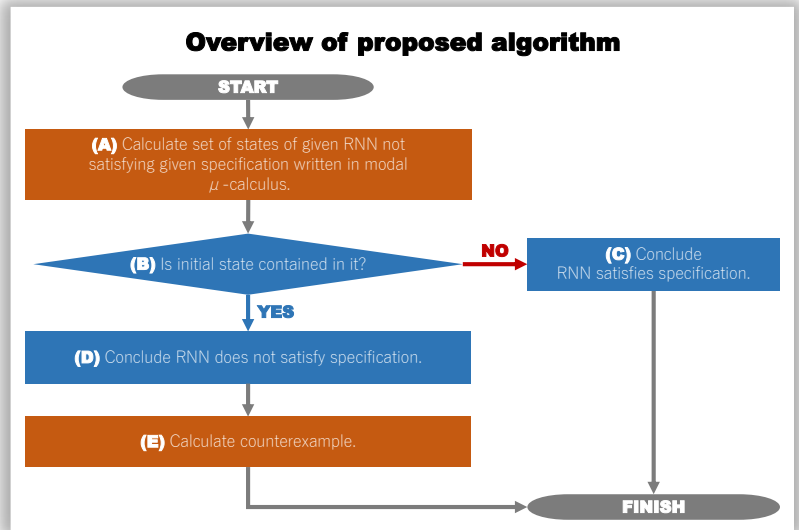 Overview of proposed algorithm
START
(A) Calculate set of states of given RNN not
satisfying given specification written in modal
μ-calculus.
(B) Is initial state contained in it?
NO
(C) Conclude
RNN satisfies specification.
YES
(D) Conclude RNN does not satisfy specification.
(E) Calculate counterexample.
FINISH